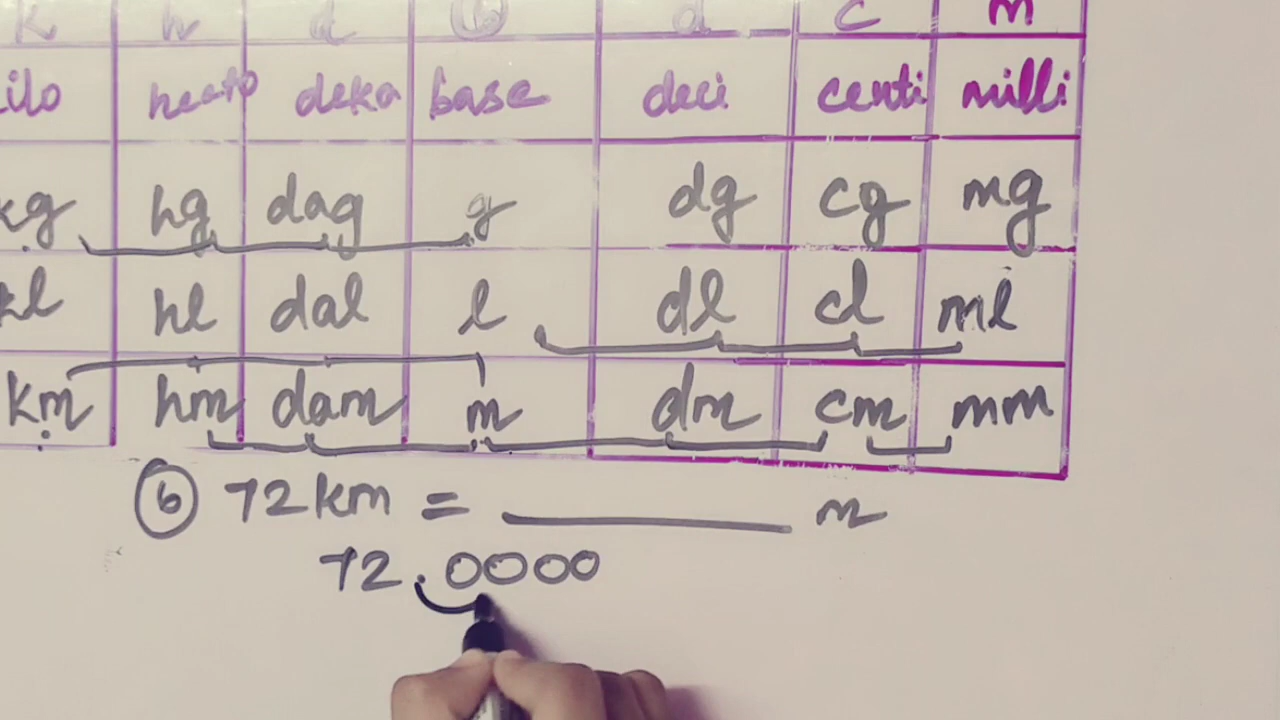 k h d b d c m
ilo hecto deka base deci centi milli
kg hg dag g dg cg mg
kl hl dal l dl cl ml
km hm dam m dm cm mm
6 72 km = ________ m
72.0000